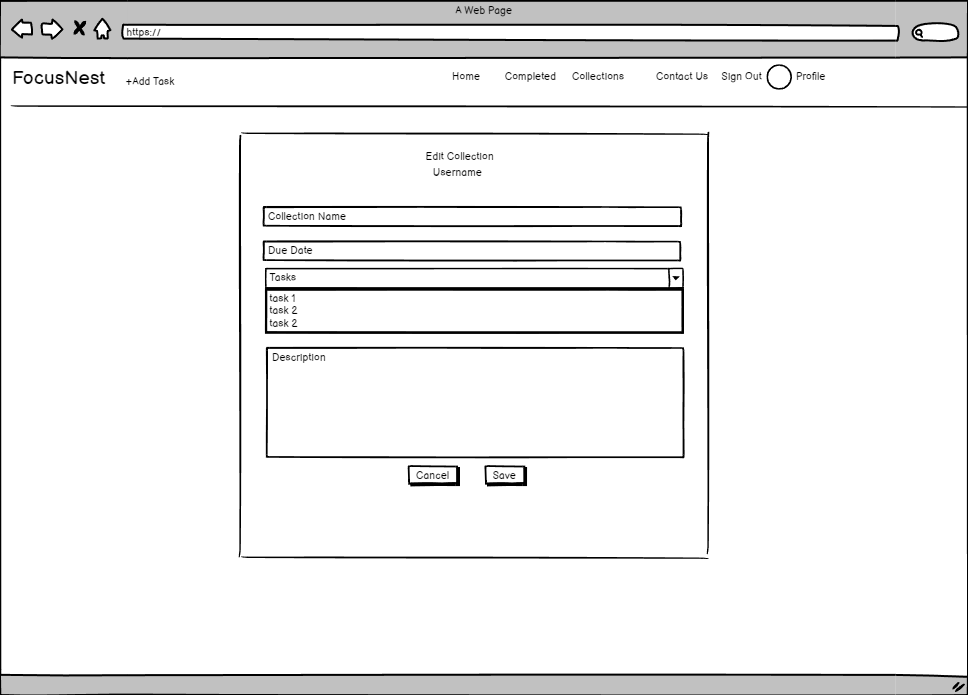 A Web Page
https://
FocusNest +Add Task Home Completed Collections Contact Us Sign Out Profile
Edit Collection
Username
Collection Name
Due Date
Tasks
task 1
task 2
task 2
Description
Cancel Save